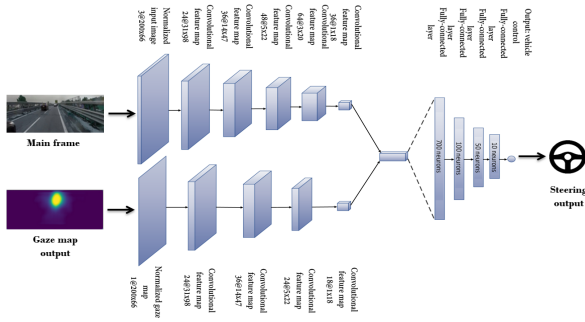 Normalized
input image
3@200x66
Convolutional
feature map
24@31x98
Convolutional
feature map
36@14x47
Convolutional
feature map
48@5x22
Convolutional
feature map
64@3x20
Convolutional
feature map
36@1x18
Fully-connected
layer
Fully-connected
layer
Fully-connected
layer
Fully-connected
Output: vehicle
control
Main frame
700 neurons
100 neurons
50 neurons
10 neurons
Steering
output
Gaze map
output
Normalized gaze
map
1@200x66
Convolutional
feature map
24@31x98
Convolutional
feature map
36@14x47
Convolutional
feature map
24@5x22
Convolutional
feature map
18@1x18